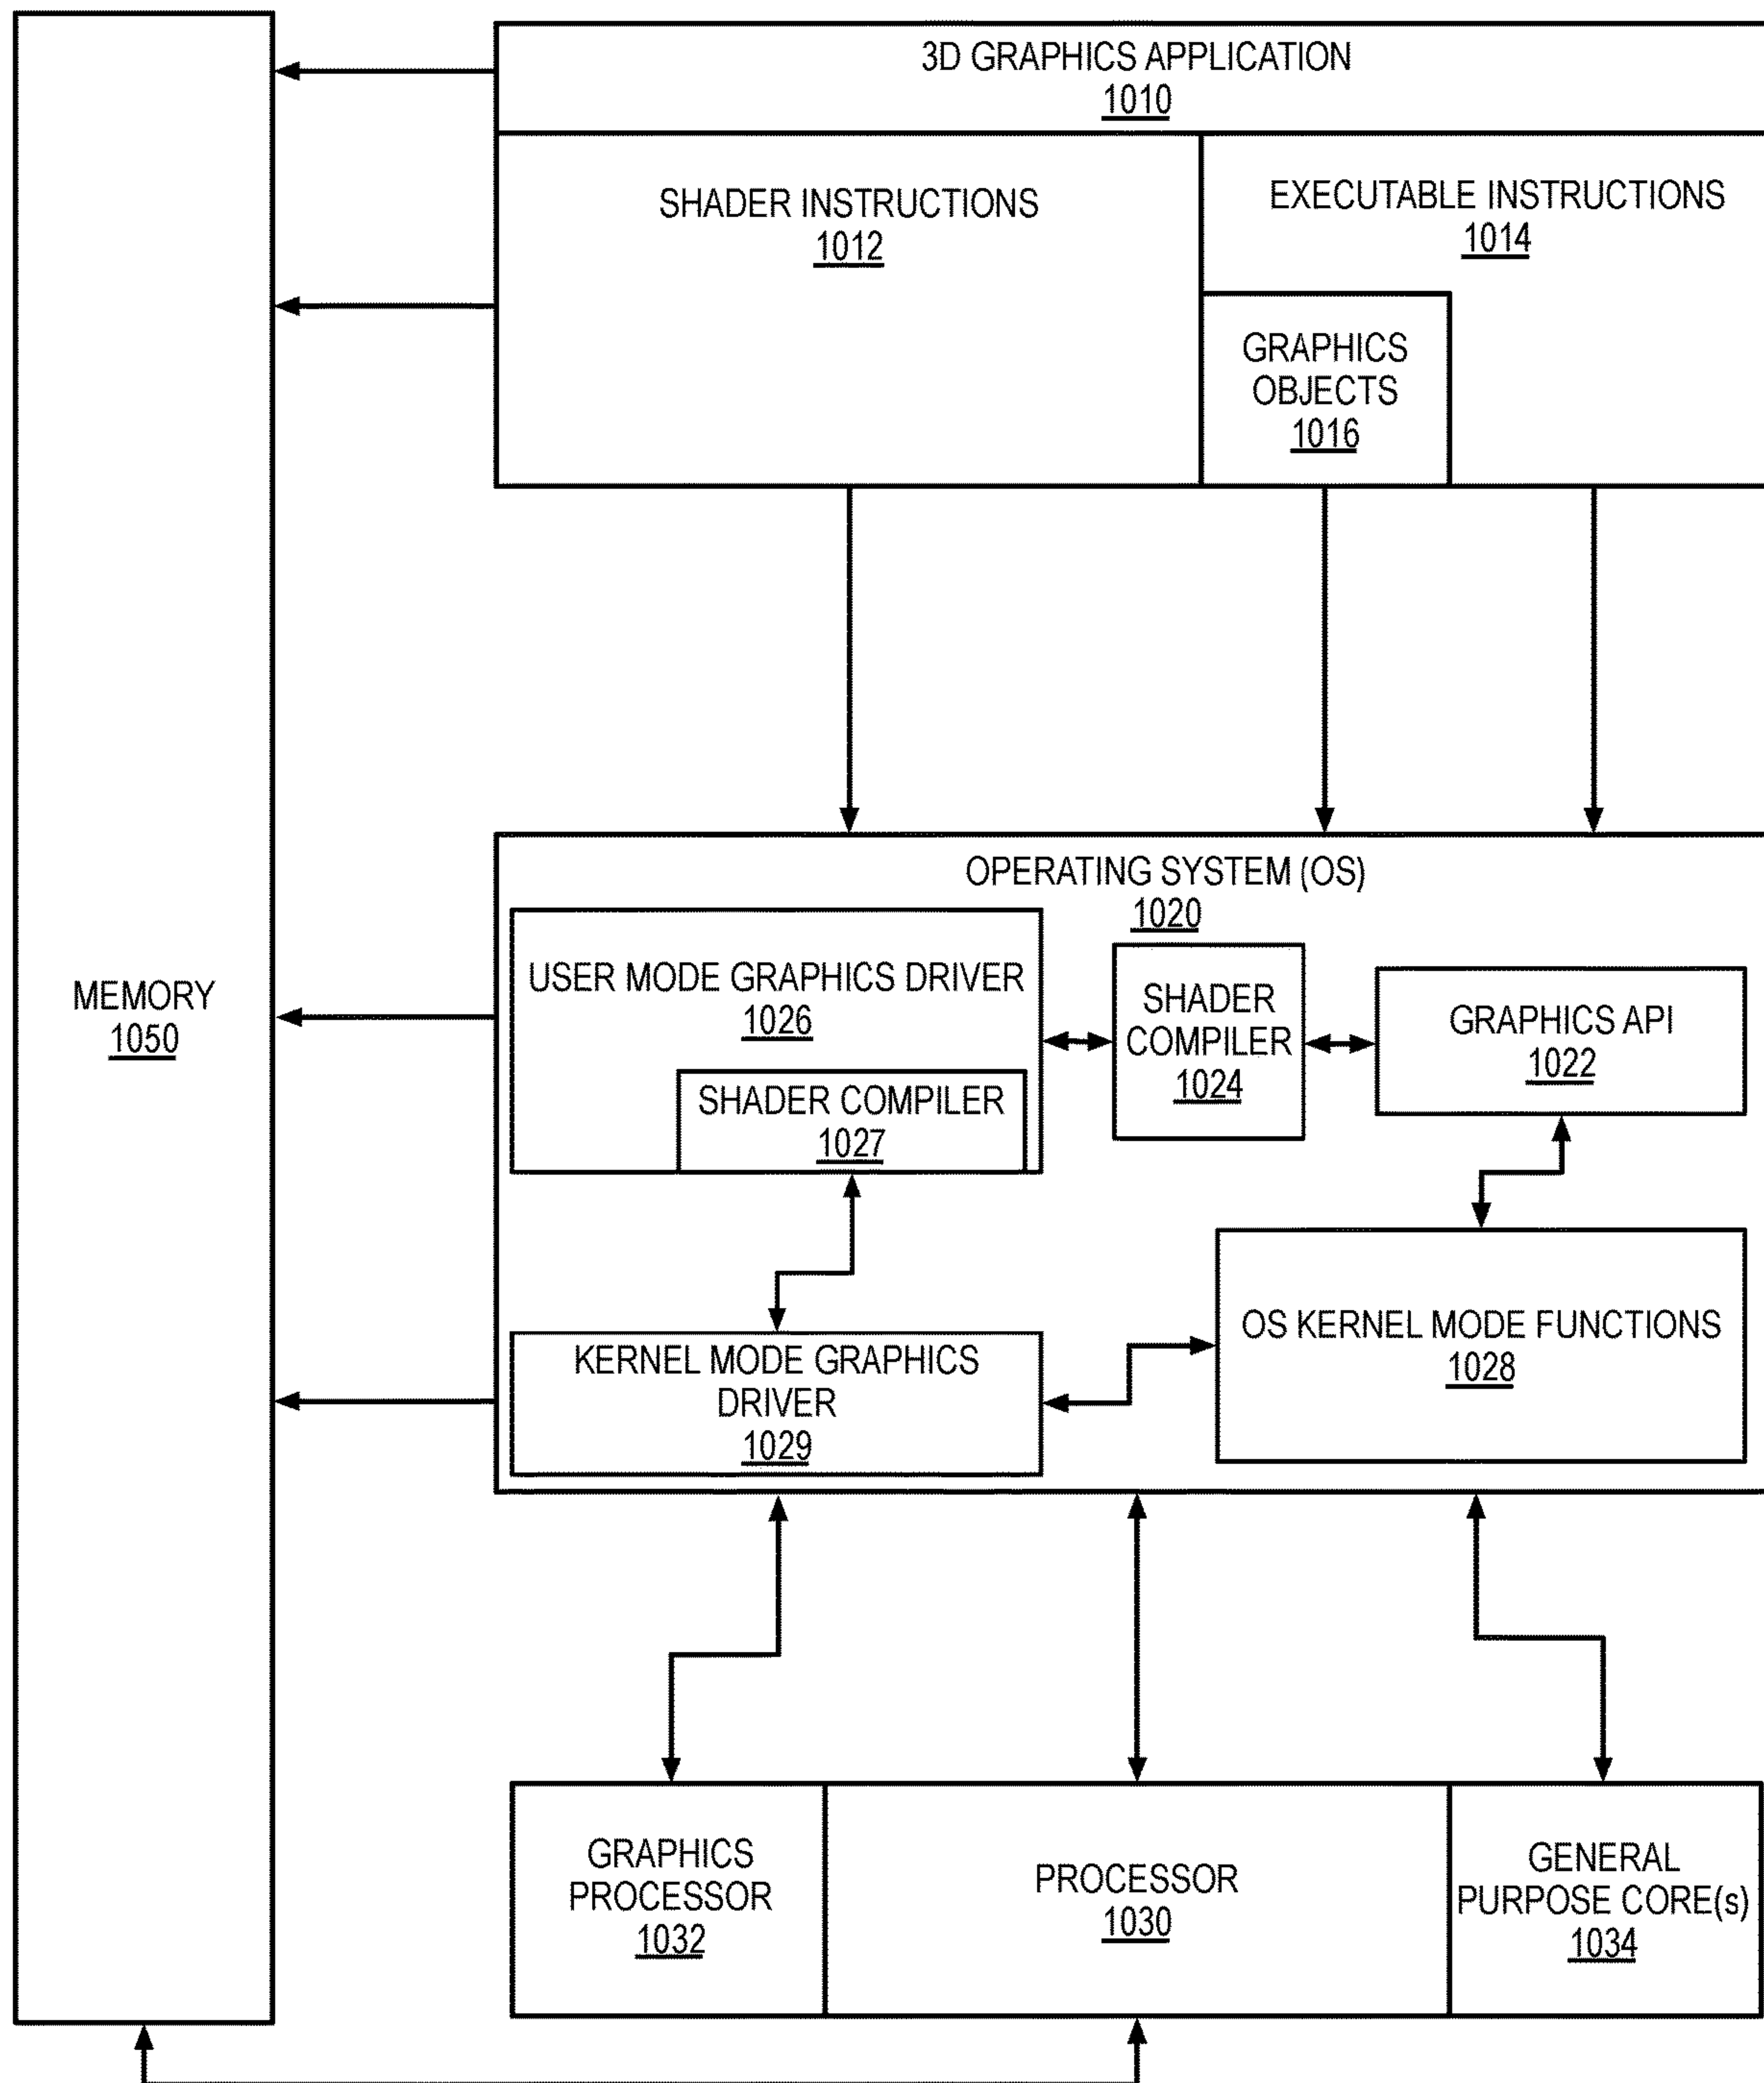 3D GRAPHICS APPLICATION
1010
SHADER INSTRUCTIONS
1012
EXECUTABLE INSTRUCTIONS
1014
GRAPHICS
OBJECTS
1016
OPERATING SYSTEM (OS)
1020
USER MODE GRAPHICS DRIVER
1026
SHADER COMPILER
1027
SHADER
COMPILER
1024
GRAPHICS API
1022
MEMORY
1050
KERNEL MODE GRAPHICS
DRIVER
1029
OS KERNEL MODE FUNCTIONS
1028
GRAPHICS
PROCESSOR
1032
PROCESSOR
1030
GENERAL
PURPOSE CORE(s)
1034